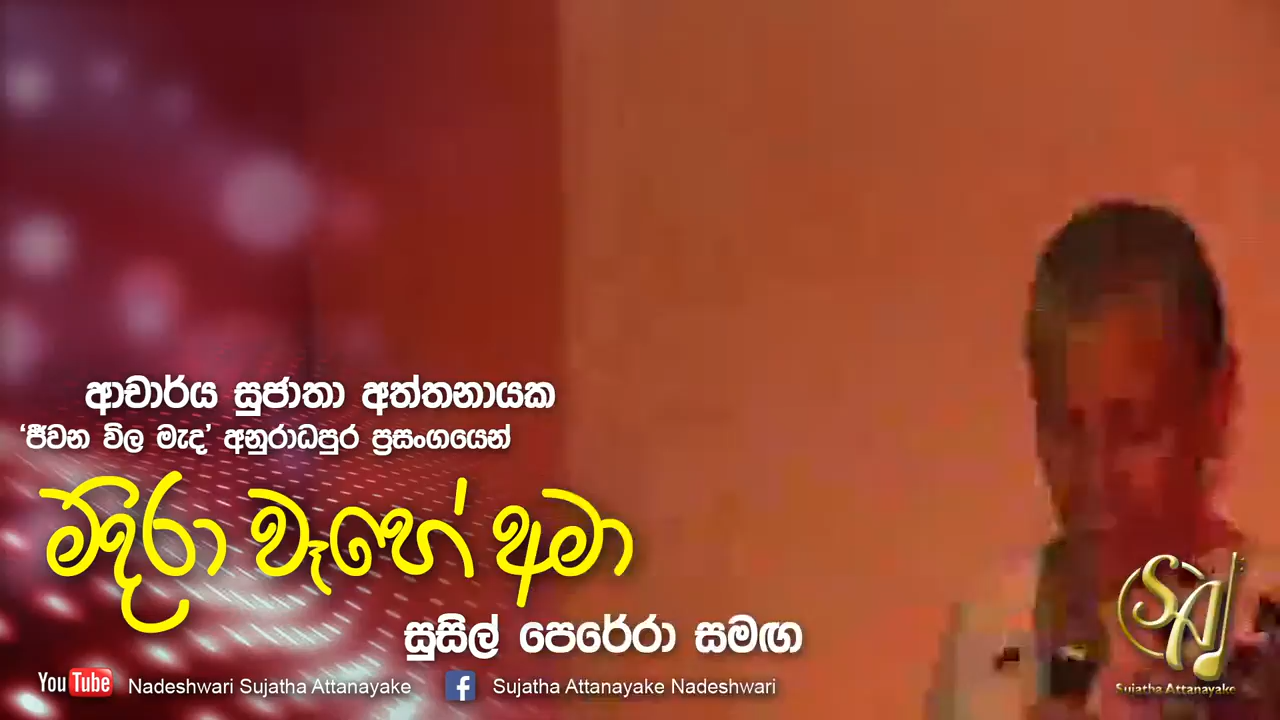 ආචාර්ය සුජාතා අත්තනායක
‘ජීවන විල මැද’ අනුරාධපුර ප්‍රසංගයෙන්
මදිරා වෑහේ අමා
සුසිල් පෙරේරා සමඟ
YouTube Nadeshwari Sujatha Attanayake
f Sujatha Attanayake Nadeshwari
SA
Sujatha Attanayake